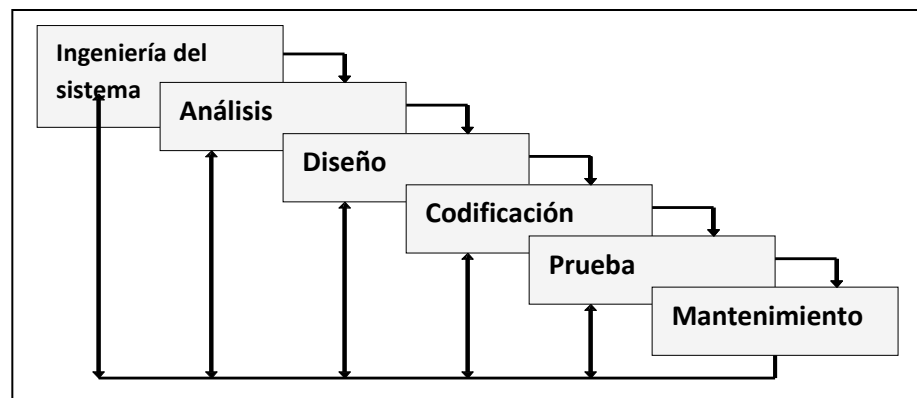 Ingeniería del
sistema
Análisis
Diseño
Codificación
Prueba
Mantenimiento